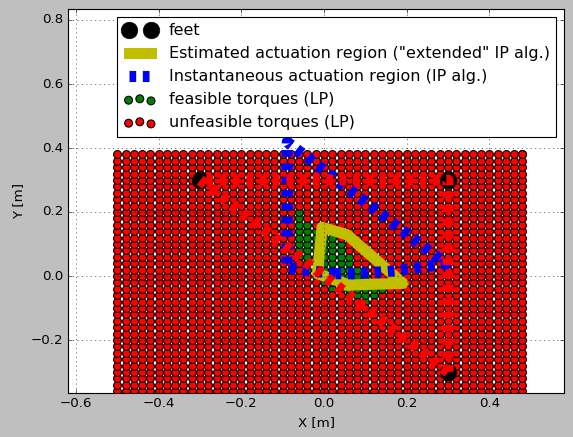 0.8
0.6
0.4
0.2
0.0
−0.2
Y [m]
feet
Estimated actuation region ("extended" IP alg.)
Instantaneous actuation region (IP alg.)
feasible torques (LP)
unfeasible torques (LP)
−0.6 −0.4 −0.2 0.0 0.2 0.4
X [m]